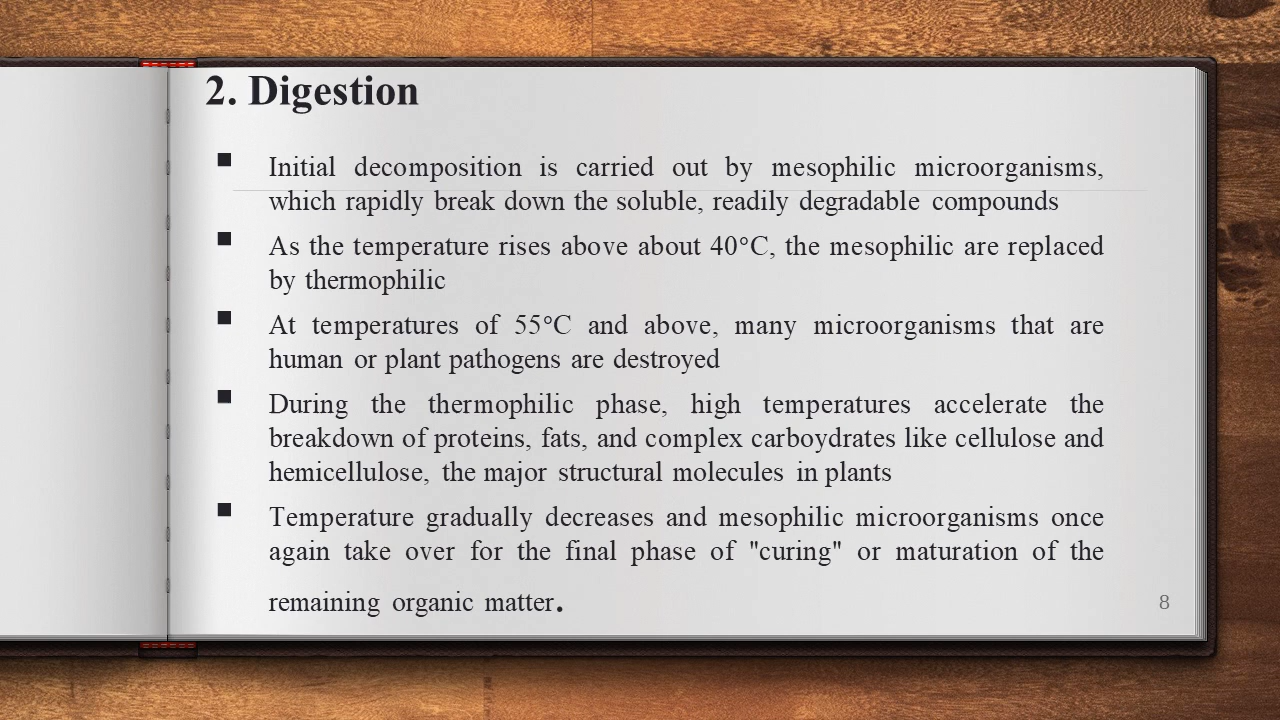 2. Digestion
▪ Initial decomposition is carried out by mesophilic microorganisms,
which rapidly break down the soluble, readily degradable compounds
▪ As the temperature rises above about 40°C, the mesophilic are replaced
by thermophilic
▪ At temperatures of 55°C and above, many microorganisms that are
human or plant pathogens are destroyed
▪ During the thermophilic phase, high temperatures accelerate the
breakdown of proteins, fats, and complex carboydrates like cellulose and
hemicellulose, the major structural molecules in plants
▪ Temperature gradually decreases and mesophilic microorganisms once
again take over for the final phase of "curing" or maturation of the
remaining organic matter.
8